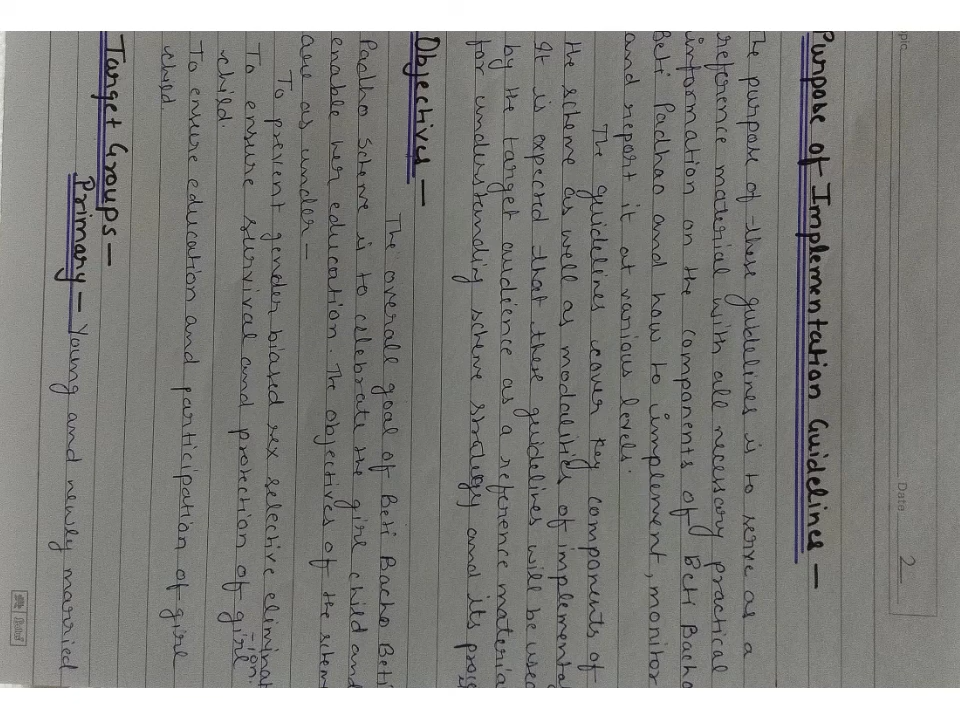 opic
Date 2
Purpose of Implementation Guidelines —
The purpose of these guidelines is to serve as a
reference material with all necessary practical
information on the components of Beti Bacho
Beti Padhao and how to implement, monitor
and report it at various levels.
The guidelines cover key components of
the scheme as well as modalities of implementa
It is expected that these guidelines will be used
by the target audience as a reference materia
for understanding scheme strategy and its proce
Objectives —
The overall goal of Beti Bacho Beti
Padho Scheme is to celebrate the girl child and
enable her education. The objectives of the schem
are as under —
To prevent gender biased sex selective eliminat
-ion.
To ensure survival and protection of girl
child.
To ensure education and participation of girl
child.
Target Groups —
Primary — Young and newly married